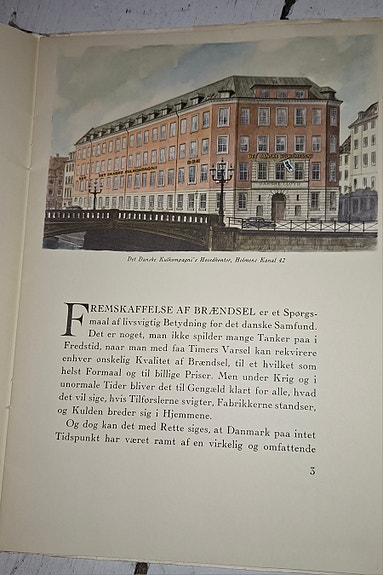 DET DANSKE KULKOMPAGNI
Det Danske Kulkompagni's Hovedkontor, Holmens Kanal 42
FREMSKAFFELSE AF BRÆNDSEL er et Spørgs-
maal af livsvigtig Betydning for det danske Samfund.
Det er noget, man ikke spilder mange Tanker paa i
Fredstid, naar man med faa Timers Varsel kan rekvirere
enhver ønskelig Kvalitet af Brændsel, til et hvilket som
helst Formaal og til billige Priser. Men under Krig og i
unormale Tider bliver det til Gengæld klart for alle, hvad
det vil sige, hvis Tilførslerne svigter, Fabrikkerne standser,
og Kulden breder sig i Hjemmene.
Og dog kan det med Rette siges, at Danmark paa intet
Tidspunkt har været ramt af en virkelig og omfattende
3